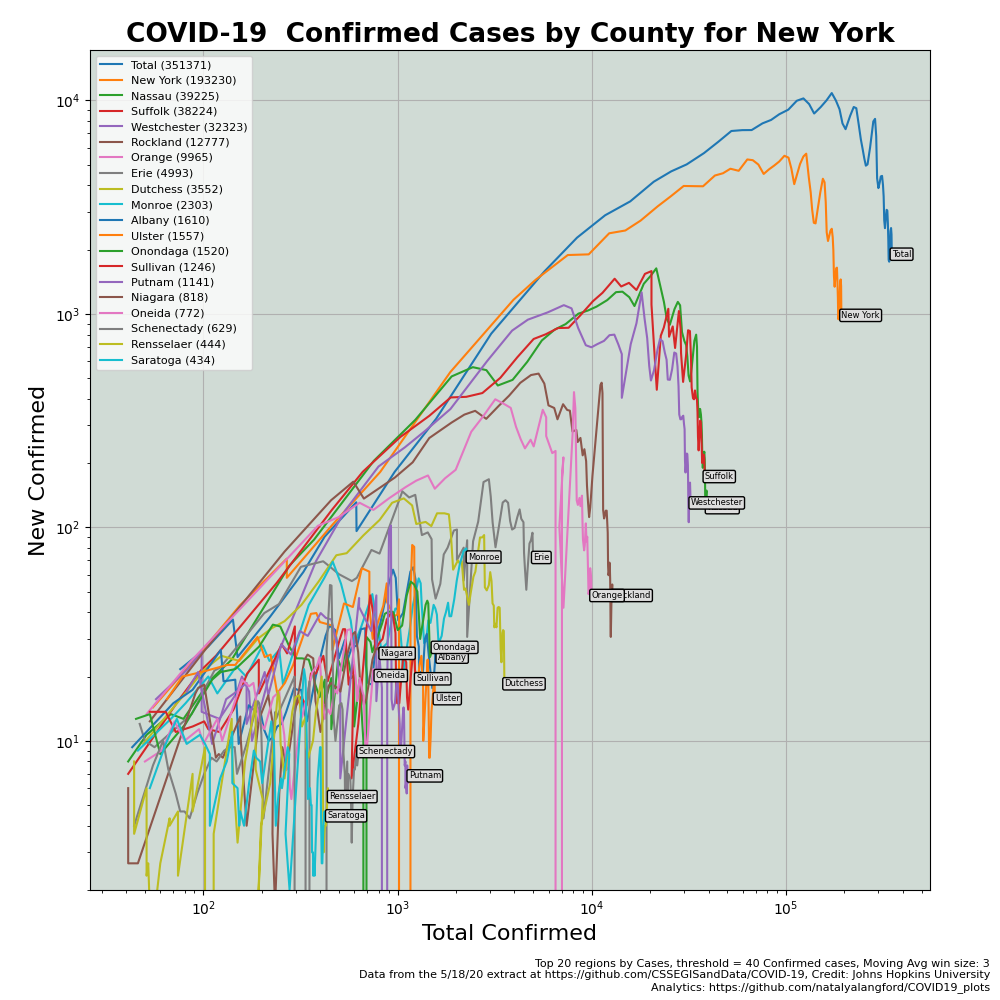 COVID-19  Confirmed Cases by County for New York
Total (351371)
New York (193230)
Nassau (39225)
Suffolk (38224)
Westchester (32323)
Rockland (12777)
Orange (9965)
Erie (4993)
Dutchess (3552)
Monroe (2303)
Albany (1610)
Ulster (1557)
Onondaga (1520)
Sullivan (1246)
Putnam (1141)
Niagara (818)
Oneida (772)
Schenectady (629)
Rensselaer (444)
Saratoga (434)
New Confirmed
10⁴
10³
10²
10¹
Total
New York
Suffolk
Westchester
Monroe
Erie
Orange
ckland
Onondaga
Albany
Niagara
Oneida
Sullivan
Dutchess
Ulster
Schenectady
Putnam
Rensselaer
Saratoga
10²
10³
10⁴
10⁵
Total Confirmed
Top 20 regions by Cases, threshold = 40 Confirmed cases, Moving Avg win size: 3
Data from the 5/18/20 extract at https://github.com/CSSEGISandData/COVID-19, Credit: Johns Hopkins University
Analytics: https://github.com/natalyalangford/COVID19_plots